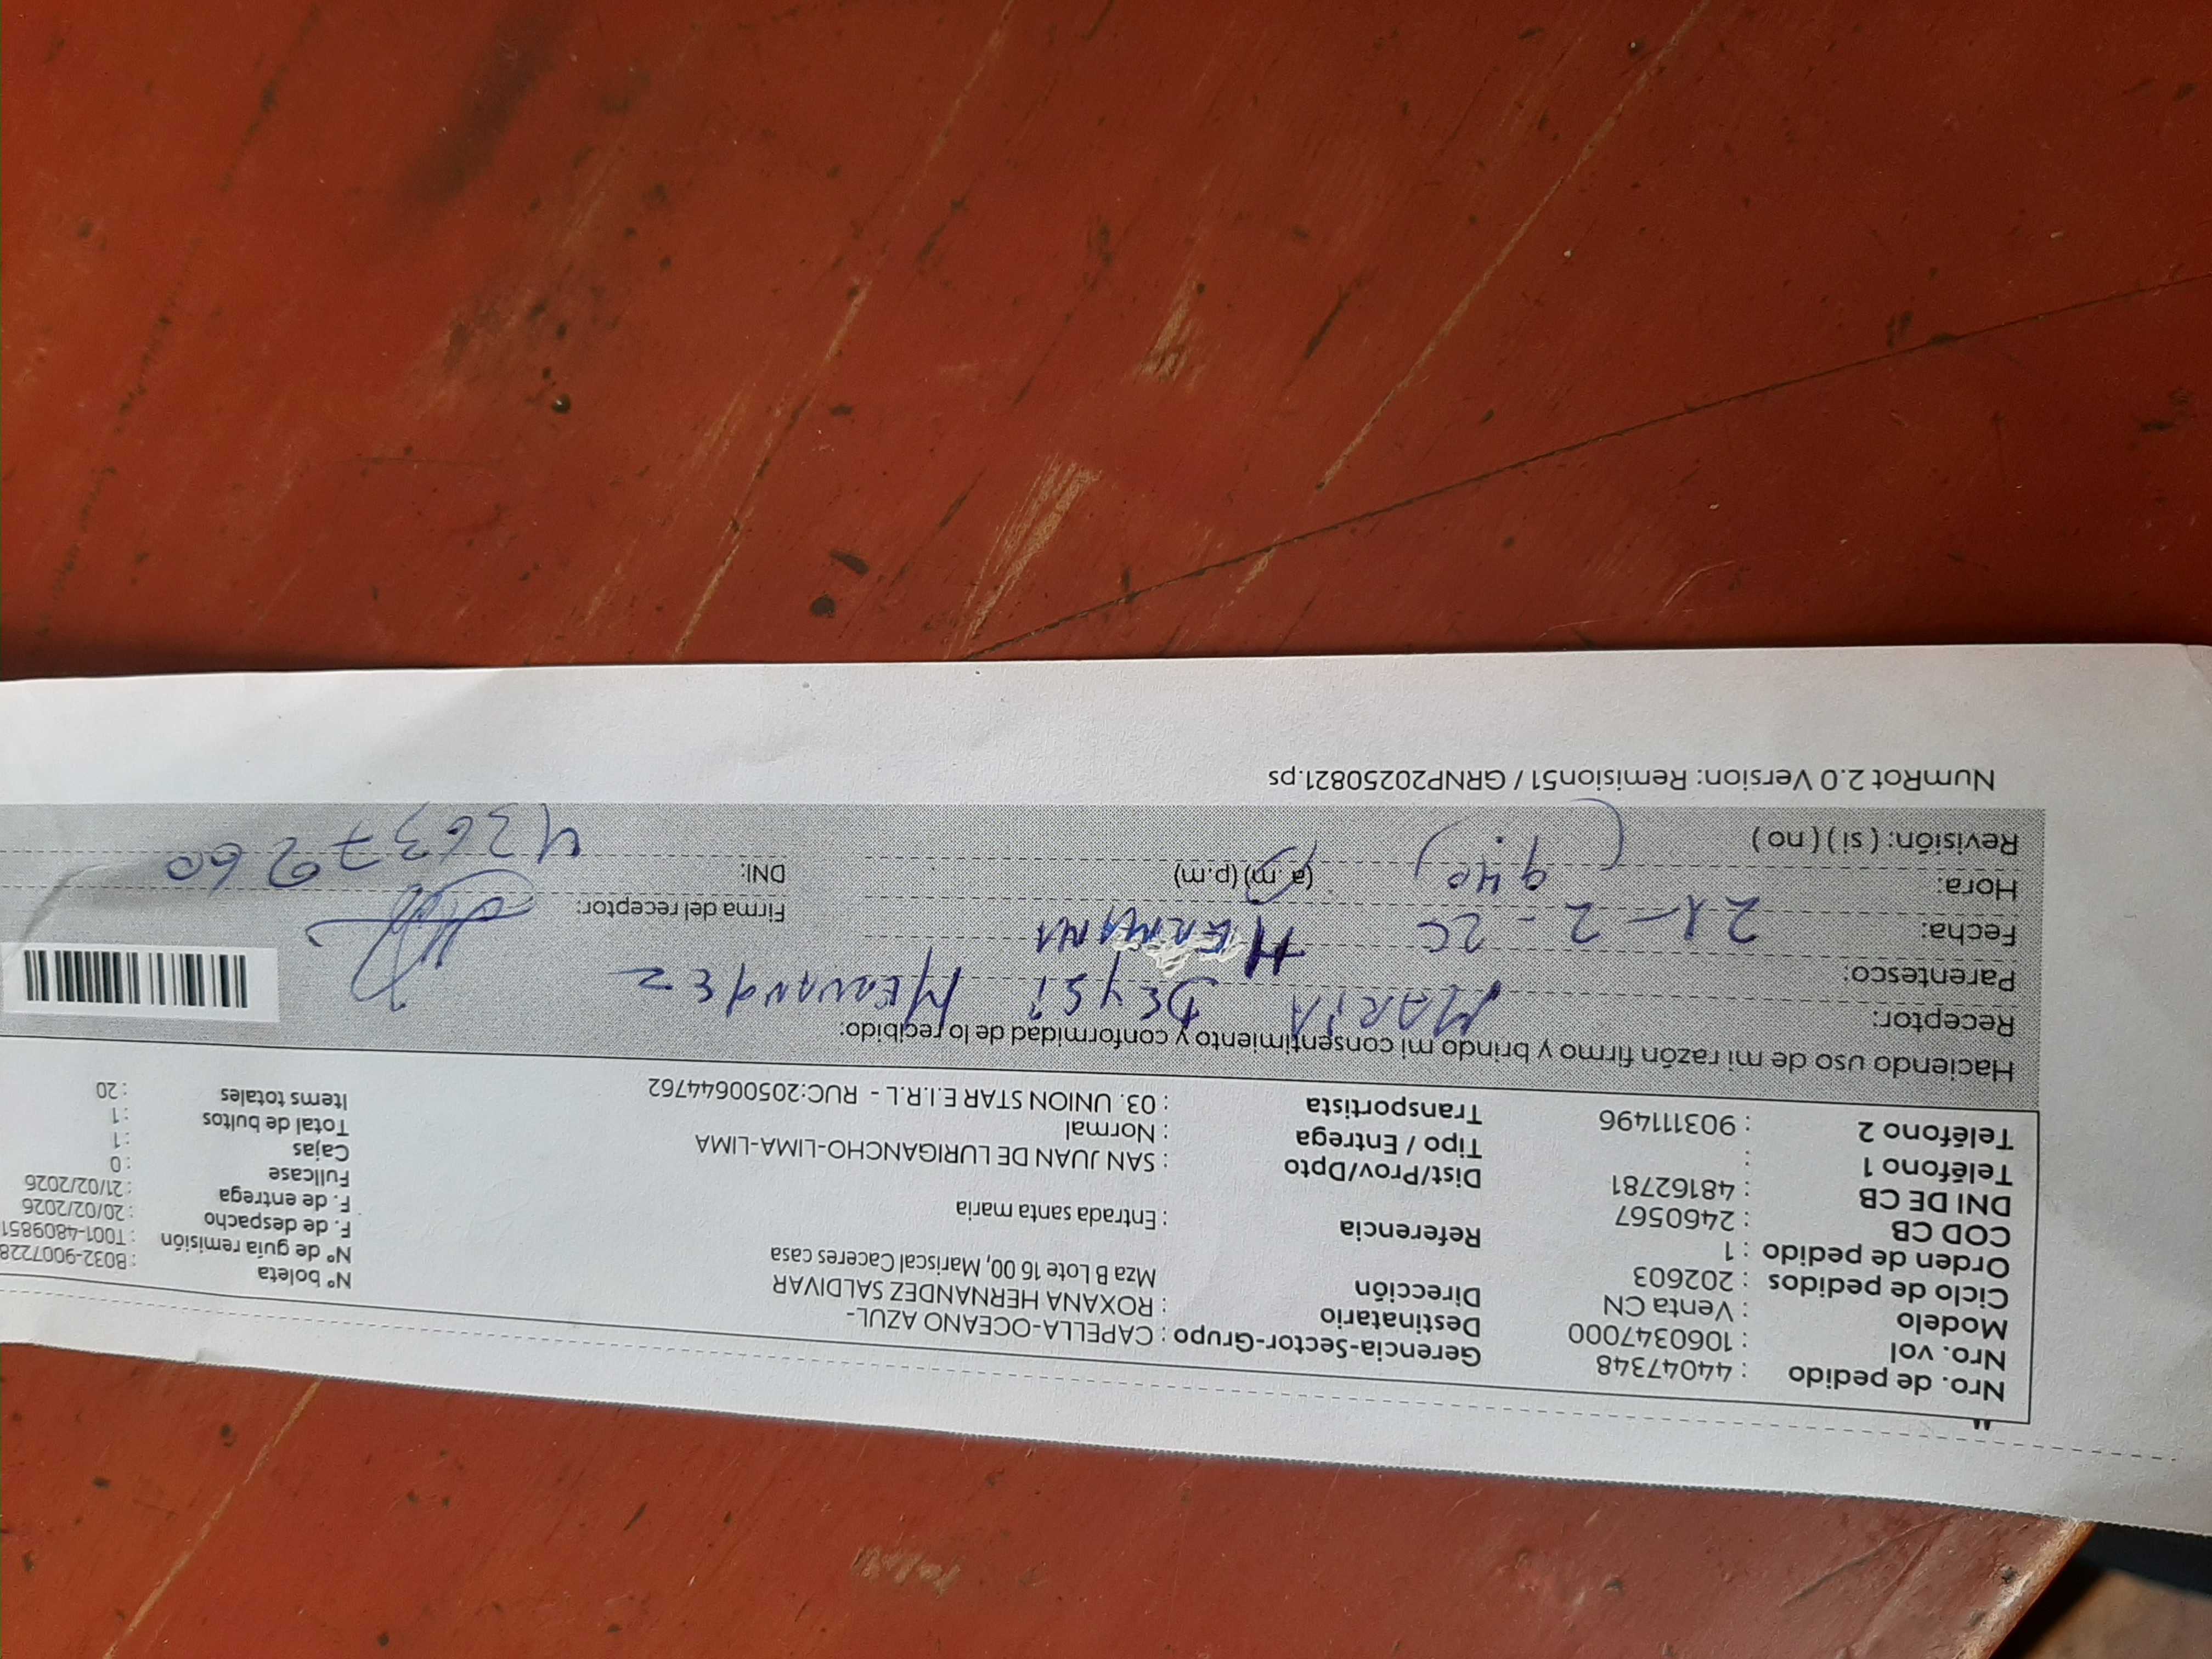 Nro. de pedido : 44047348 Gerencia-Sector-Grupo : CAPELLA-OCEANO AZUL- Nº boleta : B032-9007228
Nro. vol : 1060347000 Destinatario : ROXANA HERNANDEZ SALDIVAR Nº de guía remisión : T001-4809851
Modelo : Venta CN Dirección Mza B Lote 16 00, Mariscal Caceres casa F. de despacho : 20/02/2026
Ciclo de pedidos : 202603 F. de entrega : 21/02/2026
Orden de pedido : 1 Referencia : Entrada santa maria Fullcase : 0
COD CB : 2460567 Cajas : 1
DNI DE CB : 48162781 Dist/Prov/Dpto : SAN JUAN DE LURIGANCHO-LIMA-LIMA Total de bultos : 1
Teléfono 1 : Tipo / Entrega : Normal Items totales : 20
Teléfono 2 : 903111496 Transportista : 03. UNION STAR E.I.R.L - RUC:20500644762
Haciendo uso de mi razón firmo y brindo mi consentimiento y conformidad de lo recibido:
Receptor: MARIA DEYSI
Parentesco: HERMANA
Fecha: 21-2-26 Firma del receptor:
Hora: 9:40 (a.m) (p.m) DNI:
Revisión: ( si ) ( no )
NumRot 2.0 Version: Remision51 / GRNP20250821.ps